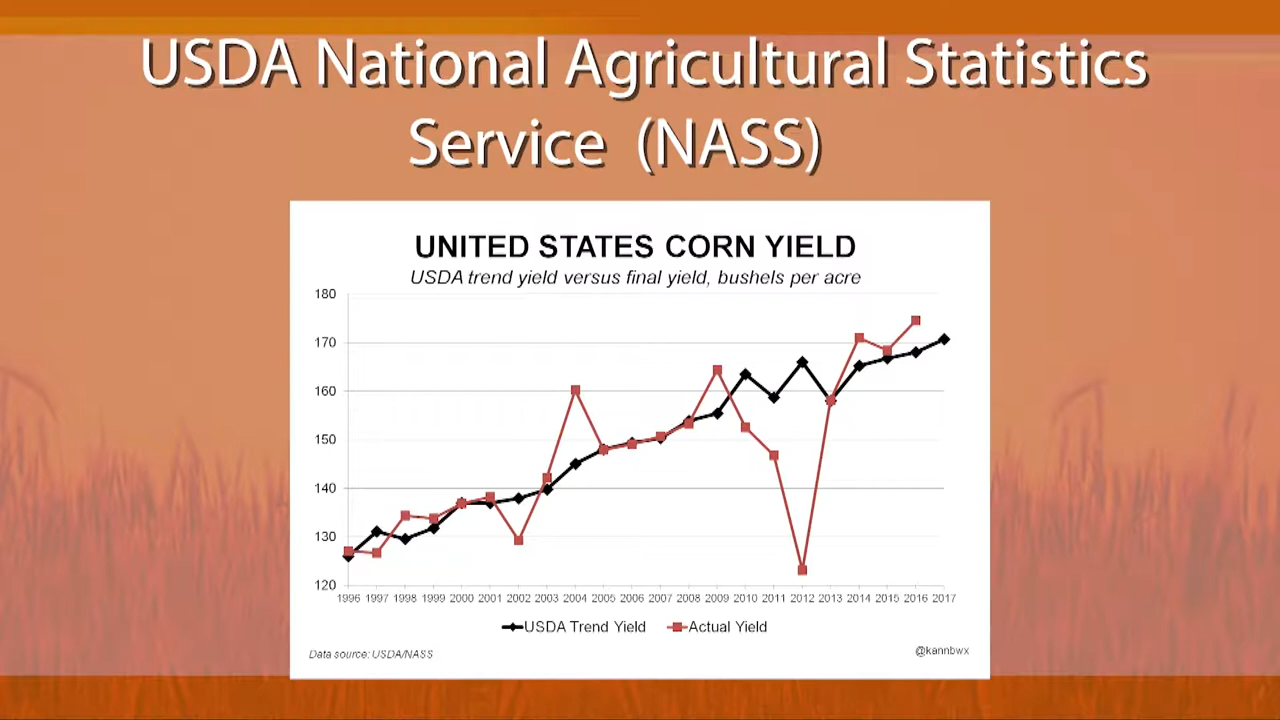 USDA National Agricultural Statistics
Service (NASS)
UNITED STATES CORN YIELD
USDA trend yield versus final yield, bushels per acre
180
170
160
150
140
130
120
1996 1997 1998 1999 2000 2001 2002 2003 2004 2005 2006 2007 2008 2009 2010 2011 2012 2013 2014 2015 2016 2017
USDA Trend Yield Actual Yield
Data source: USDA/NASS @kannbwx